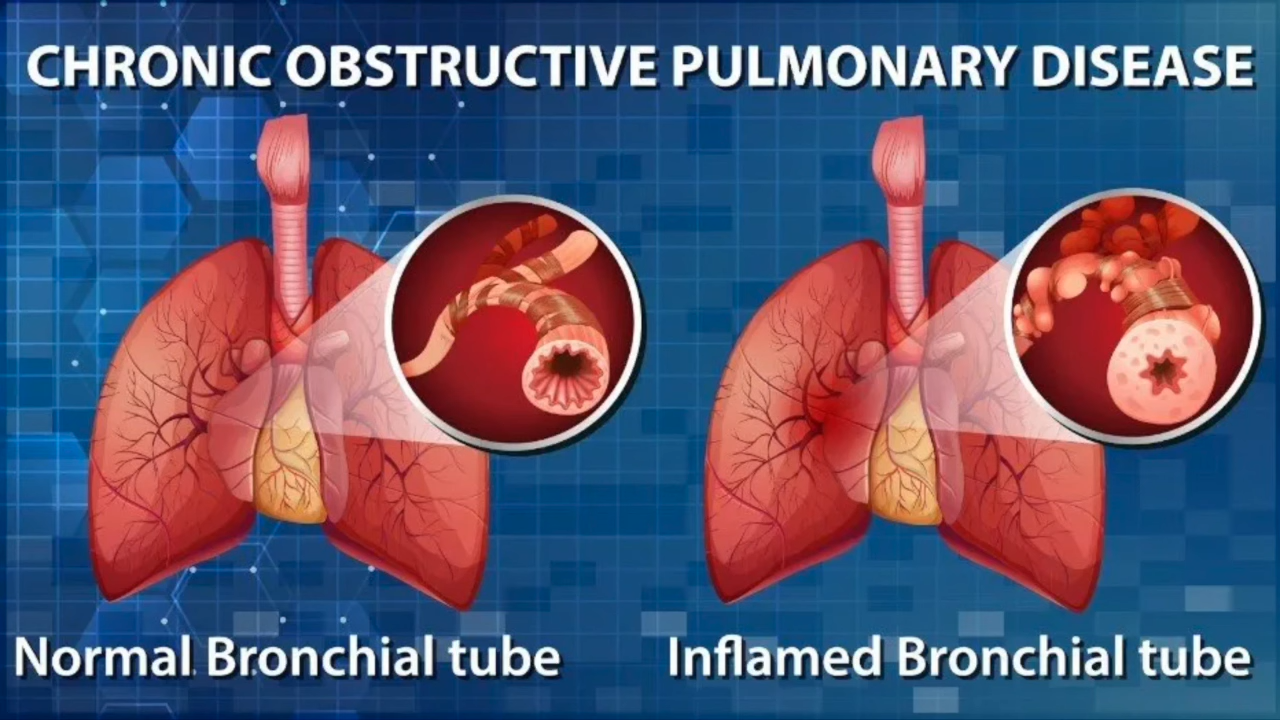 CHRONIC OBSTRUCTIVE PULMONARY DISEASE
Normal Bronchial tube
Inflamed Bronchial tube